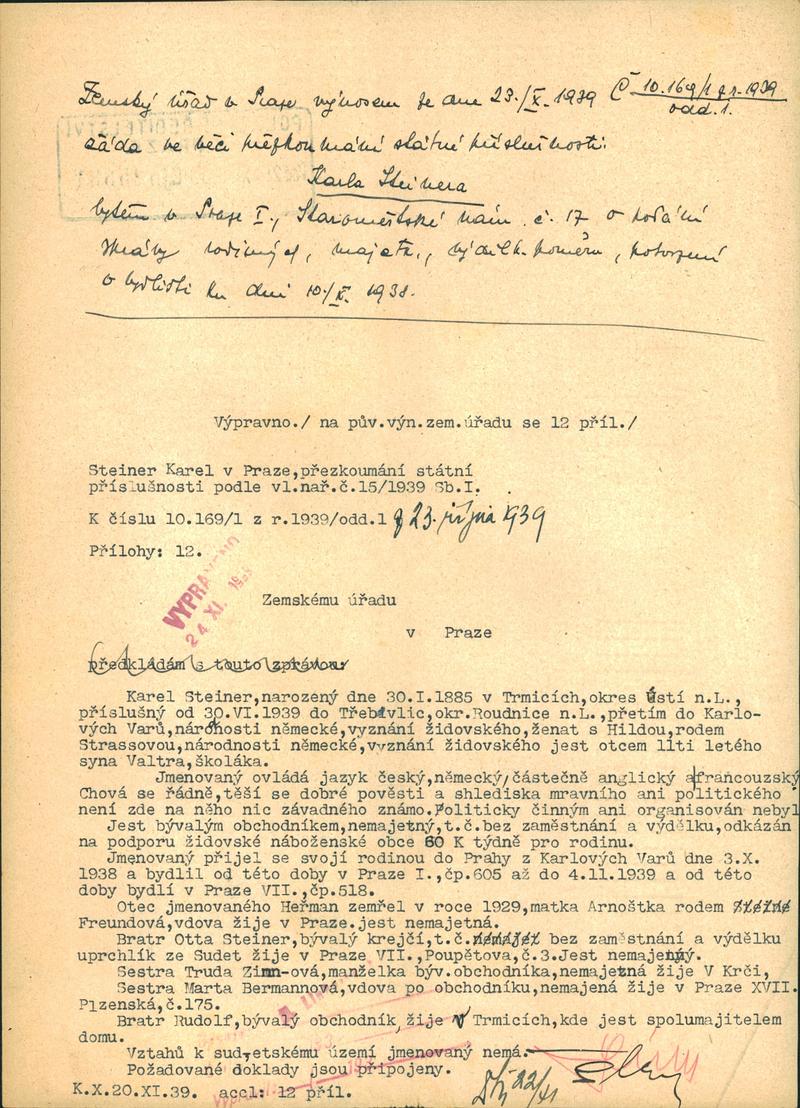 Zemský úřad v Praze výnosem ze dne 23./X. 1939 Č 10.169/1 z r. 1939
odd. 1.
žádá ve věci přezkoumání státní příslušnosti:
Karla Steinera
bytem v Praze I., Staroměstské nám. č. 17 o podání
zprávy rodinných, majetk., výdělk. poměru, potvrzení
o bydlišti ku dni 10./X. 1938.
Výpravno./ na pův.výn.zem.úřadu se 12 příl./
Steiner Karel v Praze,přezkoumání státní
příslušnosti podle vl.nař.č.15/1939 Sb.I.
K číslu 10.169/1 z r.1939/odd.1 z 23. října 1939
Přílohy: 12.
VYPRAVENO
24 XI. 1939
Zemskému úřadu
v Praze
předkládám s touto zprávou:
Karel Steiner,narozený dne 30.I.1885 v Trmicích,okres Ústí n.L.,
příslušný od 30.VI.1939 do Třebívlic,okr.Roudnice n.L.,přetím do Karlo-
vých Varů,národnosti německé,vyznání židovského,ženat s Hildou,rodem
Strassovou,národnosti německé,vyznání židovského jest otcem 11ti letého
syna Valtra,školáka.
Jmenovaný ovládá jazyk český,německý,částečně anglický a francouzský
Chová se řádně,těší se dobré pověsti a shlediska mravního ani politického
není zde na něho nic závadného známo.Politicky činným ani organisován nebyl
Jest bývalým obchodníkem,nemajetný,t.č.bez zaměstnání a výdělku,odkázán
na podporu židovské náboženské obce 60 K týdně pro rodinu.
Jmenovaný přijel se svojí rodinou do Prahy z Karlových Varů dne 3.X.
1938 a bydlil od této doby v Praze I.,čp.605 až do 4.11.1939 a od této
doby bydlí v Praze VII.,čp.518.
Otec jmenovaného Heřman zemřel v roce 1929,matka Arnoštka rodem
Freundová,vdova žije v Praze.jest nemajetná.
Bratr Otta Steiner,bývalý krejčí,t.č. bez zaměstnání a výdělku
uprchlík ze Sudet žije v Praze VII.,Poupětova,č.3.Jest nemajetný.
Sestra Truda Zinn-ová,manželka býv.obchodníka,nemajetná žije V Krči,
Sestra Marta Bermannová,vdova po obchodníku,nemajená žije v Praze XVII.
Plzenská,č.175.
Bratr Rudolf,bývalý obchodník,žije V Trmicích,kde jest spolumajitelem
domu.
Vztahů k sudetskému území jmenovaný nemá.
Požadované doklady jsou připojeny.
22/XI
K.X.20.XI.39. accl: 12 příl.